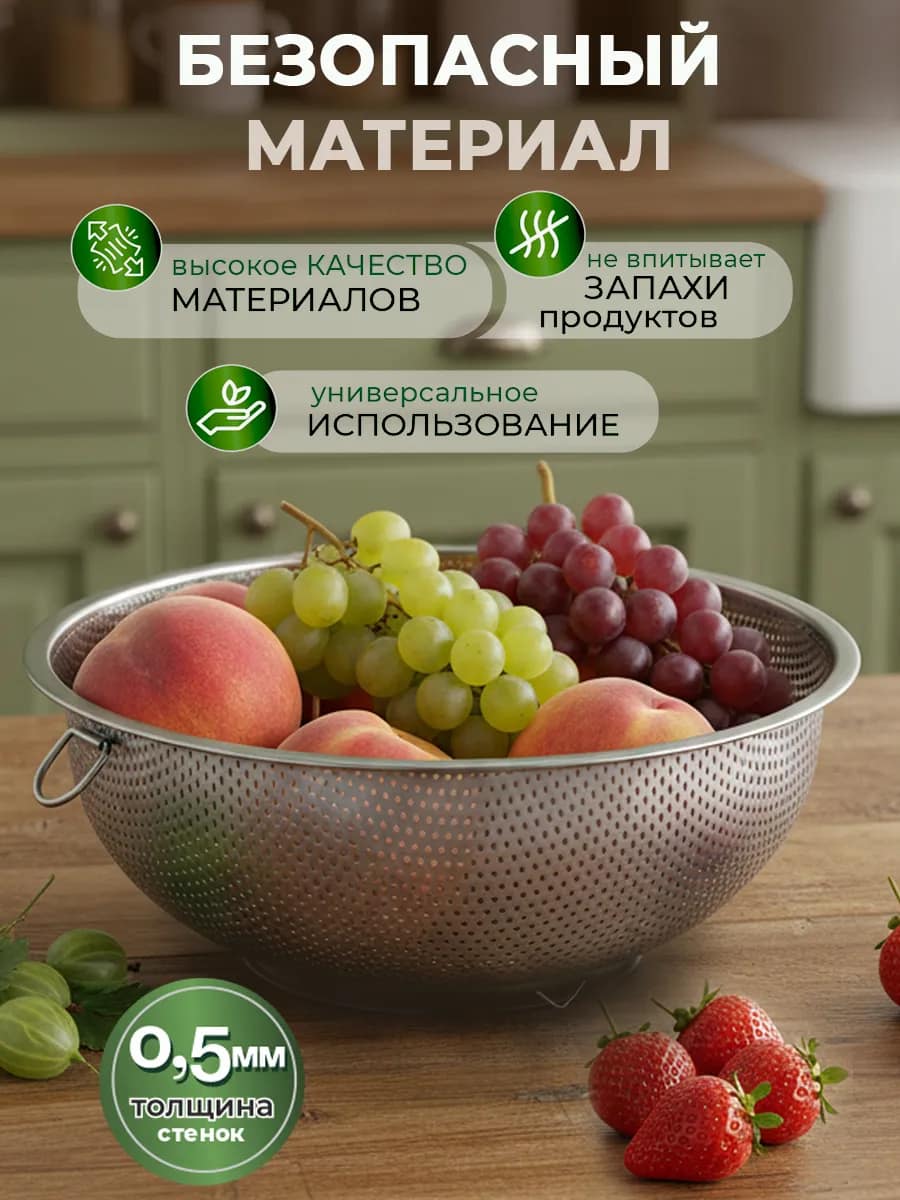 БЕЗОПАСНЫЙ
МАТЕРИАЛ
высокое КАЧЕСТВО
МАТЕРИАЛОВ
не впитывает
ЗАПАХИ
продуктов
универсальное
ИСПОЛЬЗОВАНИЕ
0,5мм
толщина
стенок